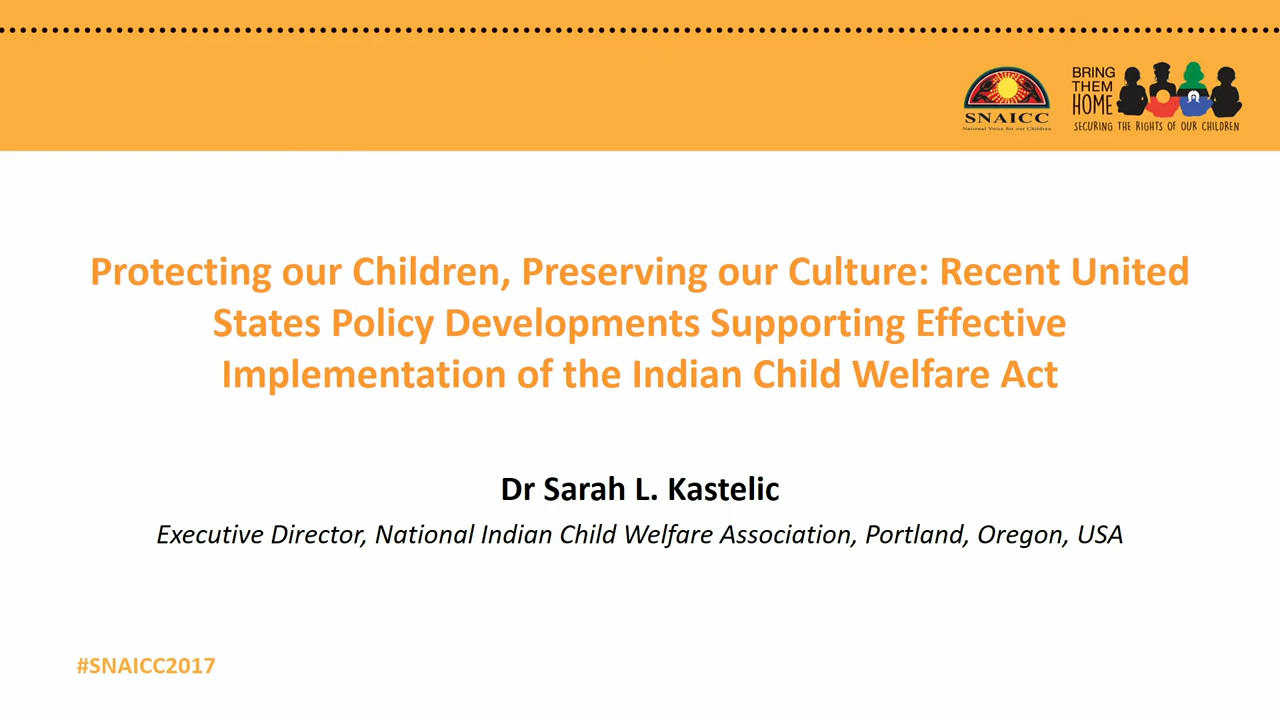 SNAICC
National Voice for our Children
BRING
THEM
HOME
SECURING THE RIGHTS OF OUR CHILDREN
Protecting our Children, Preserving our Culture: Recent United
States Policy Developments Supporting Effective
Implementation of the Indian Child Welfare Act
Dr Sarah L. Kastelic
Executive Director, National Indian Child Welfare Association, Portland, Oregon, USA
#SNAICC2017